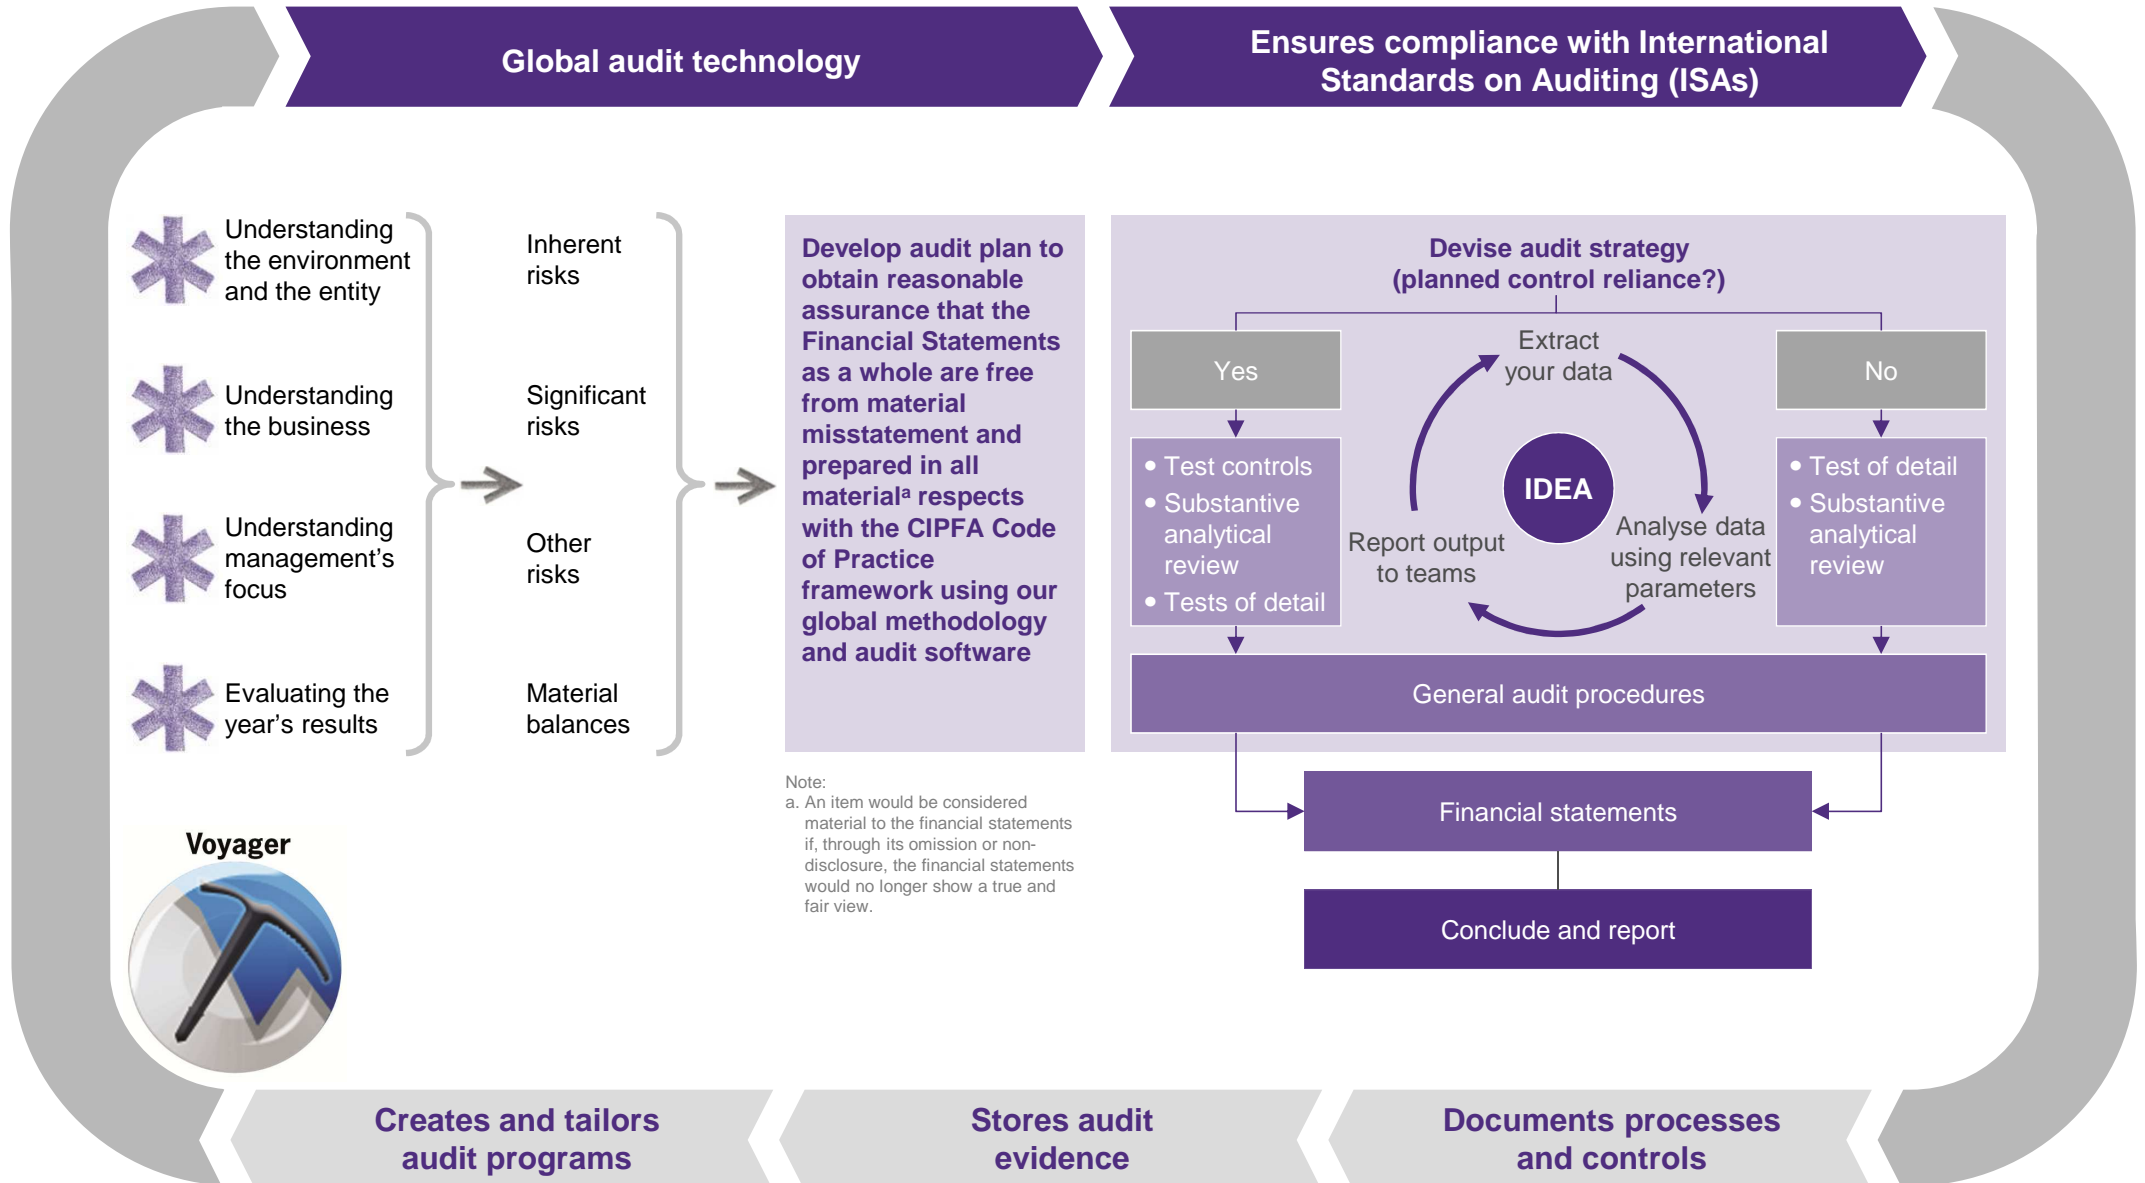 Global audit technology
Ensures compliance with International
Standards on Auditing (ISAs)
Understanding
the environment
and the entity
Understanding
the business
Understanding
management’s
focus
Evaluating the
year’s results
Inherent
risks
Significant
risks
Other
risks
Material
balances
Develop audit plan to
obtain reasonable
assurance that the
Financial Statements
as a whole are free
from material
misstatement and
prepared in all
materialᵃ respects
with the CIPFA Code
of Practice
framework using our
global methodology
and audit software
Note:
a. An item would be considered
material to the financial statements
if, through its omission or non-
disclosure, the financial statements
would no longer show a true and
fair view.
Devise audit strategy
(planned control reliance?)
Yes
• Test controls
• Substantive
analytical
review
• Tests of detail
Extract
your data
IDEA
Analyse data
using relevant
parameters
Report output
to teams
No
• Test of detail
• Substantive
analytical
review
General audit procedures
Financial statements
Conclude and report
Voyager
Creates and tailors
audit programs
Stores audit
evidence
Documents processes
and controls